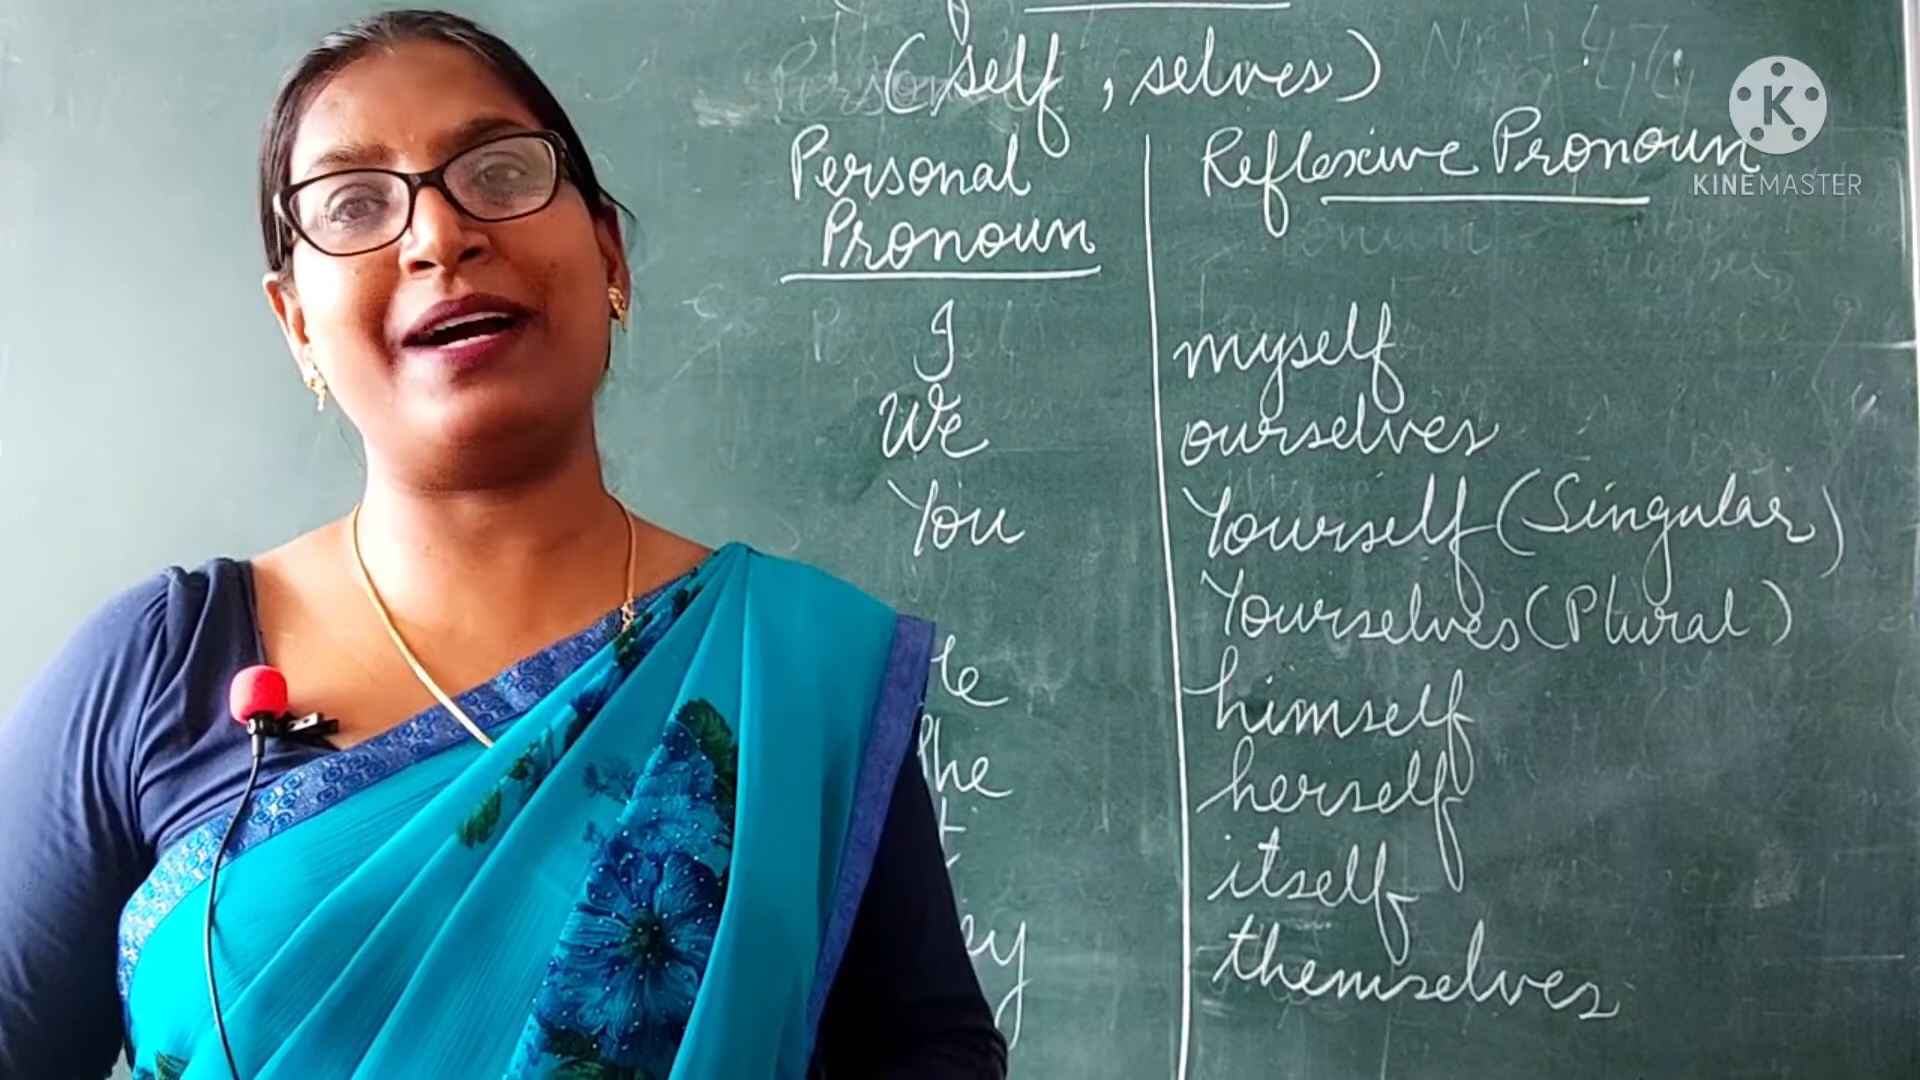 (self, selves)
Personal Pronoun
Reflexive Pronoun
I myself
We ourselves
You Yourself (Singular)
Yourselves (Plural)
himself
herself
itself
themselves
K
KINEMASTER